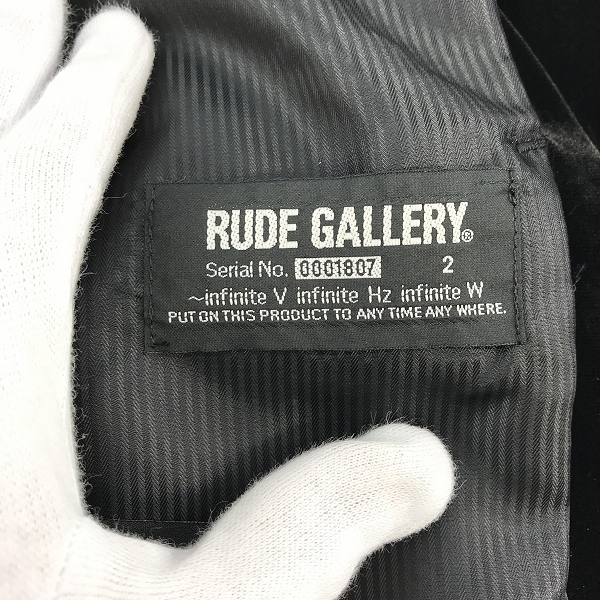 RUDE GALLERY®
Serial No. 0001807 2
~infinite V infinite Hz infinite W
PUT ON THIS PRODUCT TO ANY TIME ANY WHERE.